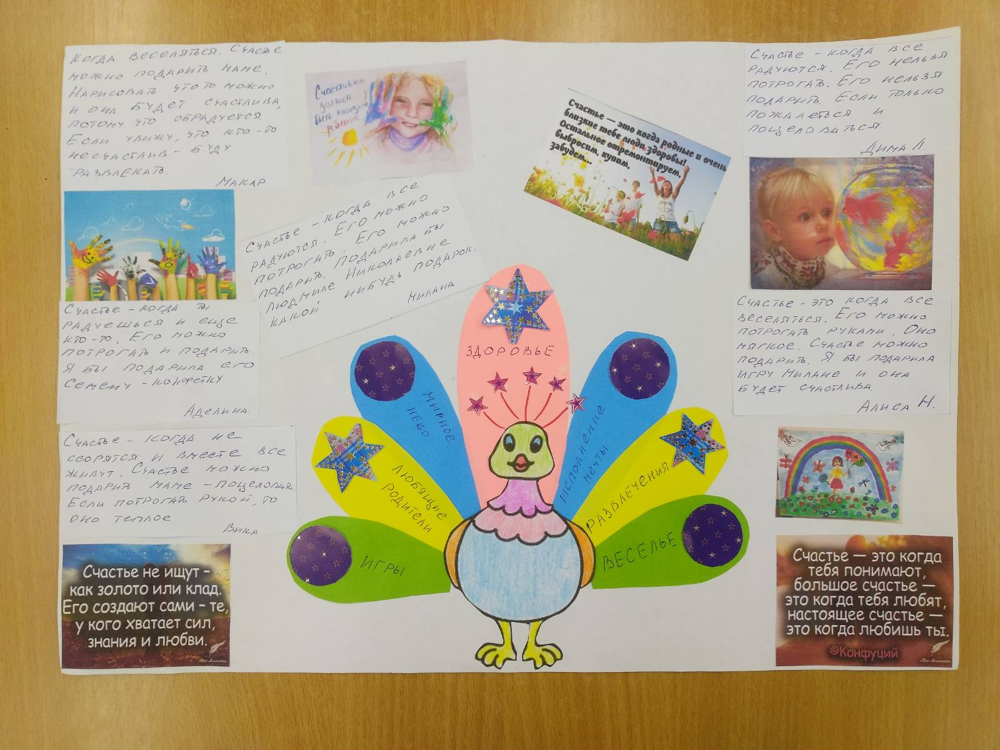 Когда веселяться. Счастье
можно подарить маме.
Нарисовать что то можно
и она будет счастлива,
потому что обрадуется.
Если увижу, что кто-то
несчастлив - буду
развлекать.
Макар
Счастливым
должен
быть каждый
ребенок
Счастье — это когда родные и очень
близкие тебе люди здоровы!
Остальное отремонтируем,
выбросим, купим,
забудем...
Счастье - когда все
радуются. Его нельзя
потрогать. Его нельзя
подарить. Если только
пожалеться и
поцеловаться
Дима Л.
Счастье - когда все
радуются. Его можно
потрогать. Его можно
подарить. Подарила бы
Людмиле Николаевне
какой нибудь подарок.
Милана
Счастье - когда ты
радуешься и еще
кто-то. Его можно
потрогать и подарить.
Я бы подарила его
Семену - конфетку
Аделина.
Счастье - это когда все
веселяться. Его можно
потрогать руками. Оно
мягкое. Счастье можно
подарить. Я бы подарила
игру Милане и она
будет счастлива.
Алиса Н.
Счастье - когда не
ссорятся и вместе все
живут. Счастье можно
подарить маме - поцеловать.
Если потрогать рукой, то
оно теплое
Вика
ЗДОРОВЬЕ
МИРНОЕ
НЕБО
ИСПОЛНЕНИЕ
МЕЧТЫ
ЛЮБЯЩИЕ
РОДИТЕЛИ
РАЗВЛЕЧЕНИЯ
ИГРЫ
ВЕСЕЛЬЕ
МИР
Счастье не ищут -
как золото или клад.
Его создают сами - те,
у кого хватает сил,
знания и любви.
Счастье — это когда
тебя понимают,
большое счастье —
это когда тебя любят,
настоящее счастье —
это когда любишь ты.
©Конфуций